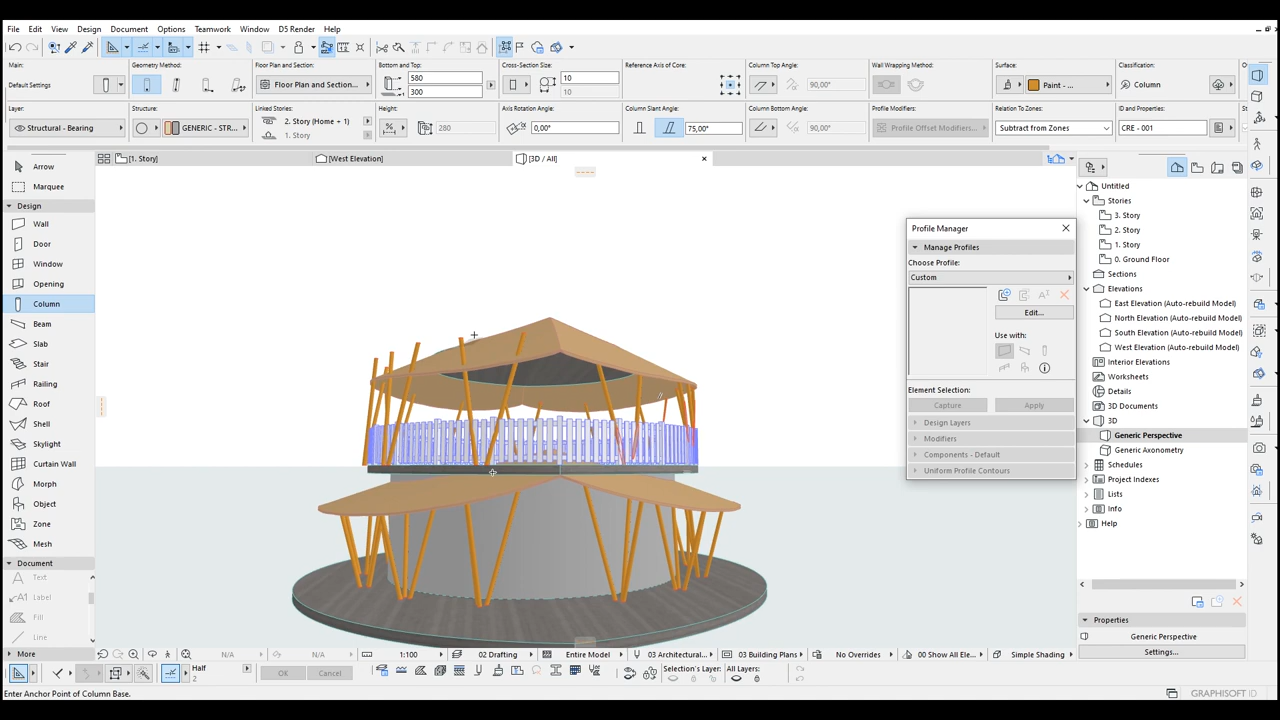 File Edit View Design Document Options Teamwork Window D5 Render Help
Main: Geometry Method: Floor Plan and Section: Bottom and Top: Cross-Section Size: Reference Axis of Core: Column Top Angle: Wall Wrapping Method: Surface: Classification:
Default Settings Floor Plan and Section... 580 300 10 10 90,00° Paint - ... Column
Layer: Structure: Linked Stories: Height: Axis Rotation Angle: Column Slant Angle: Column Bottom Angle: Profile Modifiers: Relation To Zones: ID and Properties:
Structural - Bearing GENERIC - STR... 2. Story (Home + 1) 1. Story 280 0,00° 75,00° 90,00° Profile Offset Modifiers... Subtract from Zones CRE - 001
[1. Story] [West Elevation] [3D / All]
Arrow
Marquee
Design
Wall
Door
Window
Opening
Column
Beam
Slab
Stair
Railing
Roof
Shell
Skylight
Curtain Wall
Morph
Object
Zone
Mesh
Document
Text
Label
Fill
Line
More
Profile Manager
Manage Profiles
Choose Profile:
Custom
Edit...
Use with:
Element Selection:
Capture Apply
Design Layers
Modifiers
Components - Default
Uniform Profile Contours
Untitled
Stories
3. Story
2. Story
1. Story
0. Ground Floor
Sections
Elevations
East Elevation (Auto-rebuild Model)
North Elevation (Auto-rebuild Model)
South Elevation (Auto-rebuild Model)
West Elevation (Auto-rebuild Model)
Interior Elevations
Worksheets
Details
3D Documents
3D
Generic Perspective
Generic Axonometry
Schedules
Project Indexes
Lists
Info
Help
Properties
Generic Perspective
Settings...
N/A N/A 1:100 02 Drafting Entire Model 03 Architectural... 03 Building Plans No Overrides 00 Show All Ele... Simple Shading
Half
2
OK Cancel
Selection's Layer: All Layers:
Enter Anchor Point of Column Base.
GRAPHISOFT ID